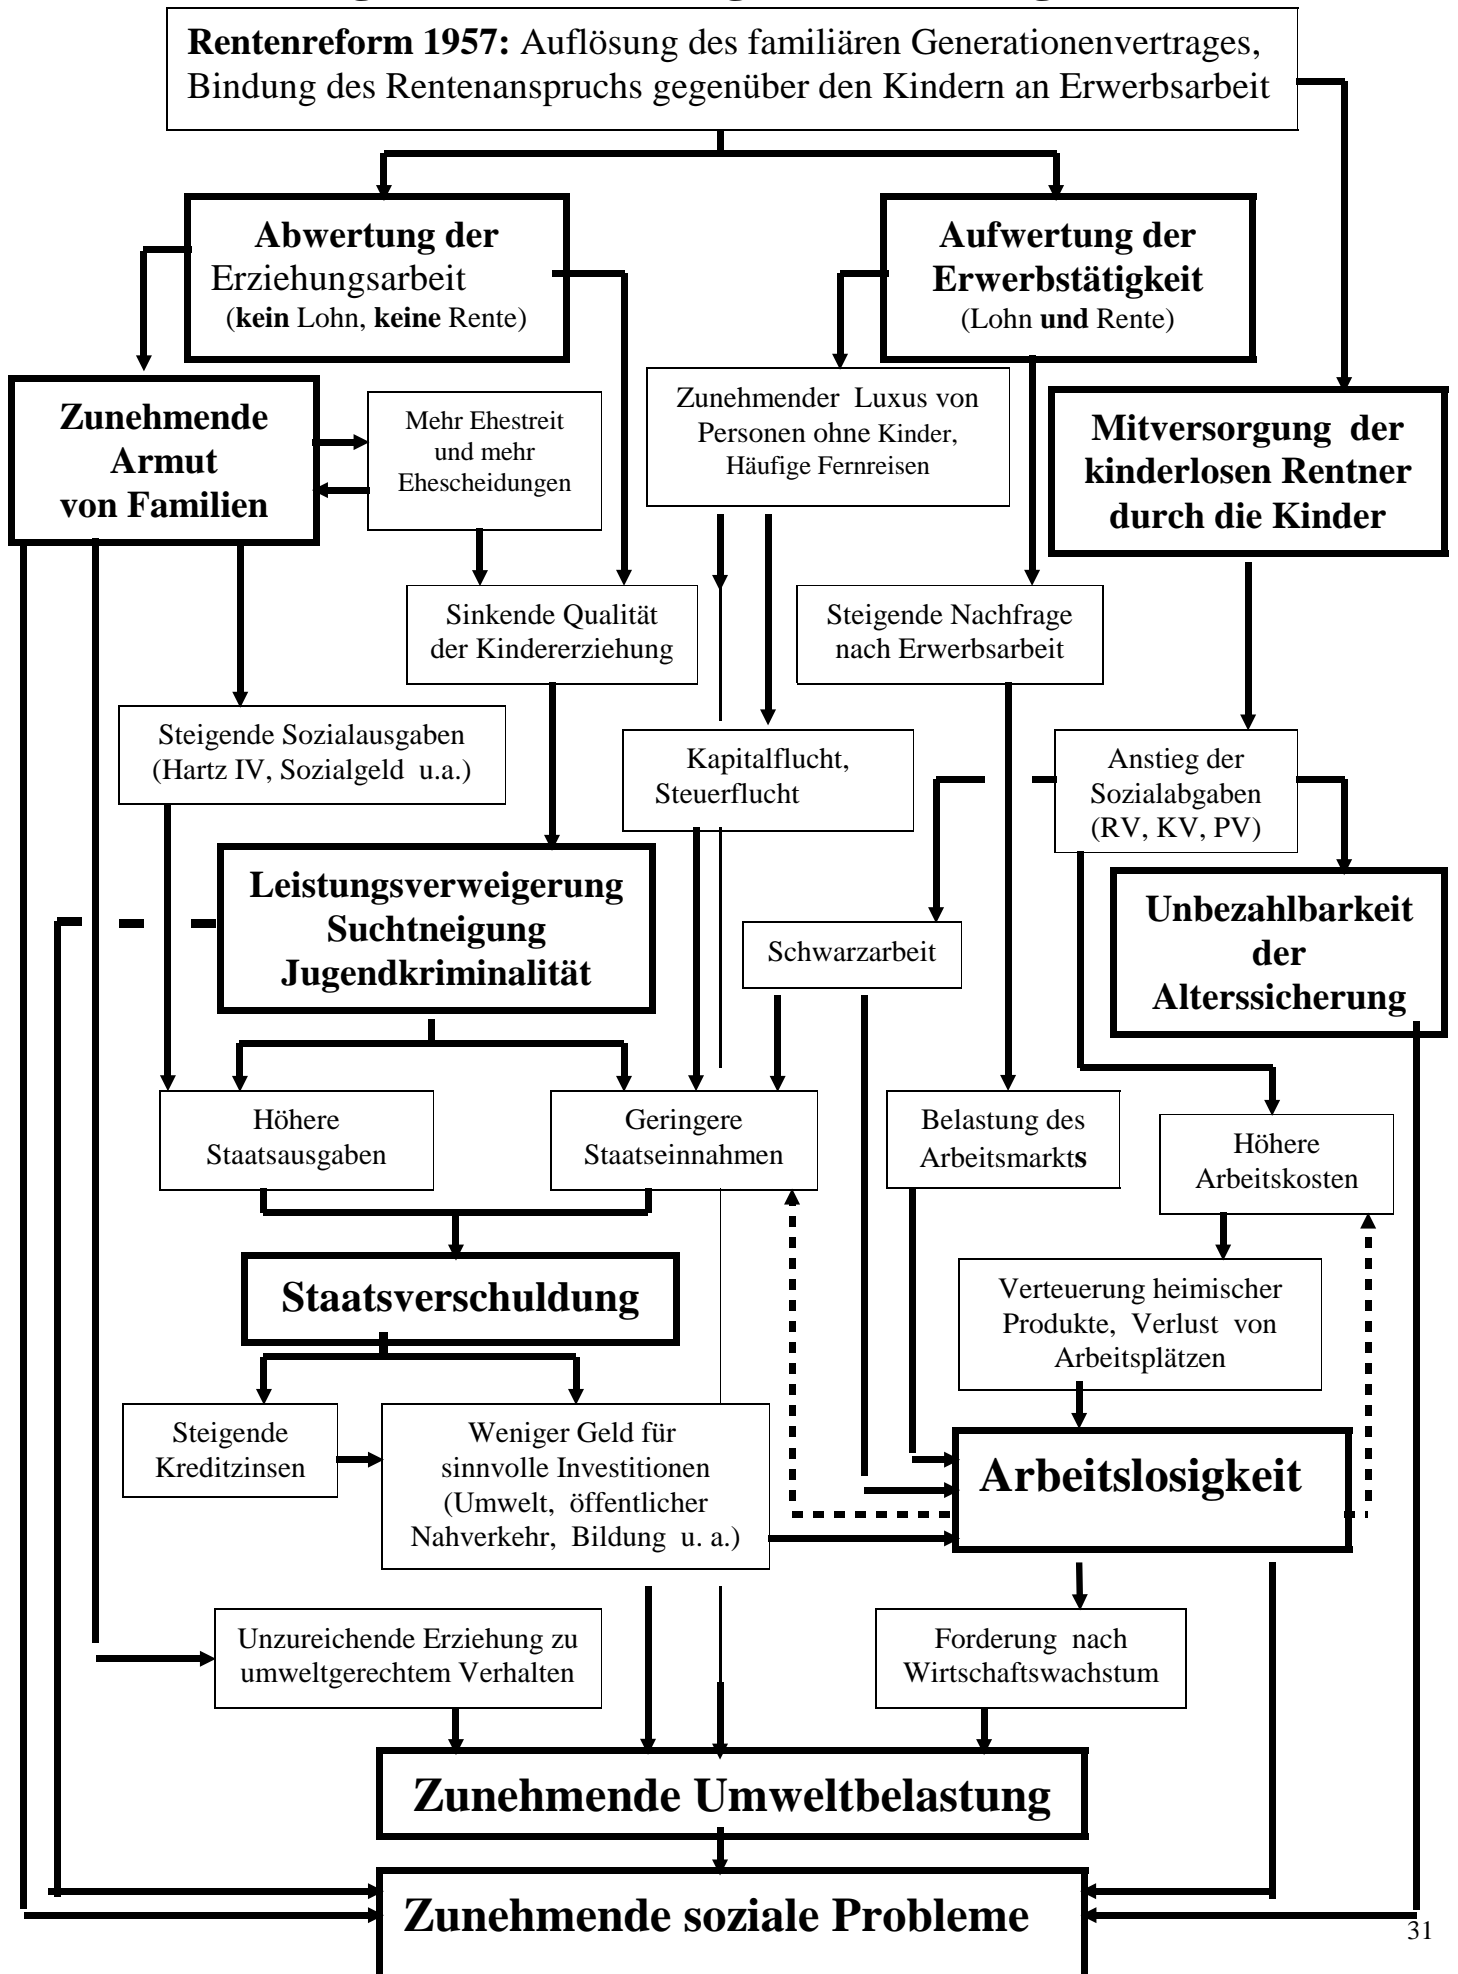 Rentenreform 1957: Auflösung des familiären Generationenvertrages,
Bindung des Rentenanspruchs gegenüber den Kindern an Erwerbsarbeit
Abwertung der
Erziehungsarbeit
(kein Lohn, keine Rente)
Aufwertung der
Erwerbstätigkeit
(Lohn und Rente)
Zunehmende
Armut
von Familien
Mehr Ehestreit
und mehr
Ehescheidungen
Zunehmender Luxus von
Personen ohne Kinder,
Häufige Fernreisen
Mitversorgung der
kinderlosen Rentner
durch die Kinder
Sinkende Qualität
der Kindererziehung
Steigende Nachfrage
nach Erwerbsarbeit
Steigende Sozialausgaben
(Hartz IV, Sozialgeld u.a.)
Kapitalflucht,
Steuerflucht
Anstieg der
Sozialabgaben
(RV, KV, PV)
Leistungsverweigerung
Suchtneigung
Jugendkriminalität
Schwarzarbeit
Unbezahlbarkeit
der
Alterssicherung
Höhere
Staatsausgaben
Geringere
Staatseinnahmen
Belastung des
Arbeitsmarkts
Höhere
Arbeitskosten
Staatsverschuldung
Verteuerung heimischer
Produkte, Verlust von
Arbeitsplätzen
Steigende
Kreditzinsen
Weniger Geld für
sinnvolle Investitionen
(Umwelt, öffentlicher
Nahverkehr, Bildung u. a.)
Arbeitslosigkeit
Unzureichende Erziehung zu
umweltgerechtem Verhalten
Forderung nach
Wirtschaftswachstum
Zunehmende Umweltbelastung
Zunehmende soziale Probleme
31